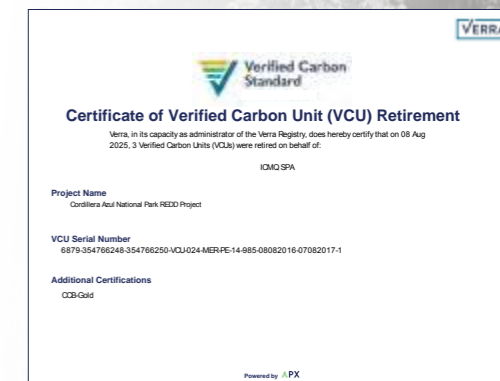 VERRA
Verified Carbon
Standard
Certificate of Verified Carbon Unit (VCU) Retirement
Verra, in its capacity as administrator of the Verra Registry, does hereby certify that on 08 Aug
2025, 3 Verified Carbon Units (VCUs) were retired on behalf of:
ICMQ SPA
Project Name
Cordillera Azul National Park REDD Project
VCU Serial Number
6879-354766248-354766250-VCU-024-MER-PE-14-985-08082016-07082017-1
Additional Certifications
CCB-Gold
Powered by APX